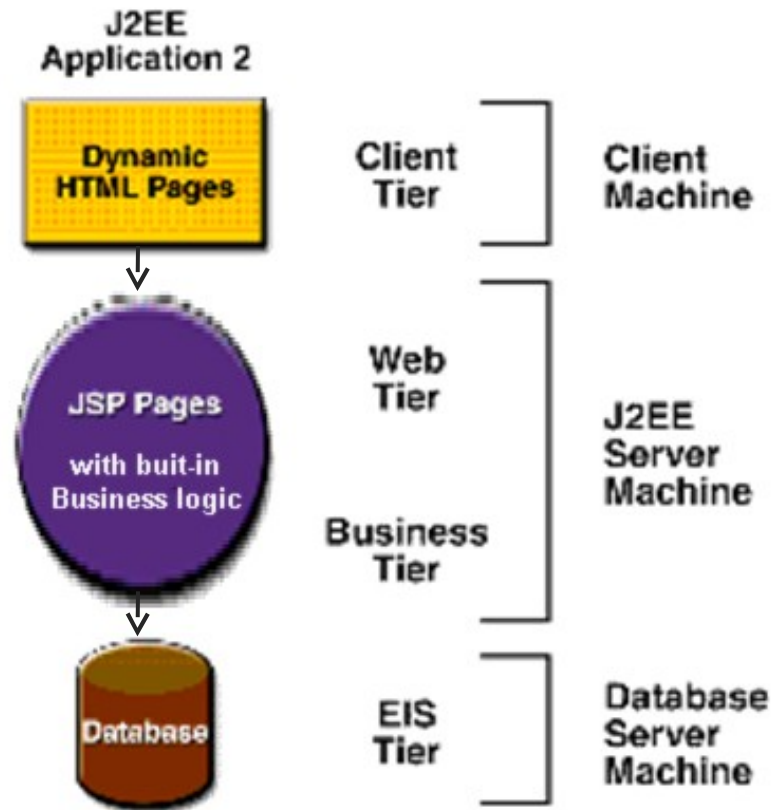 J2EE
Application 2
Dynamic
HTML Pages
Client
Tier
Client
Machine
JSP Pages
with buit-in
Business logic
Web
Tier
Business
Tier
J2EE
Server
Machine
Database
EIS
Tier
Database
Server
Machine